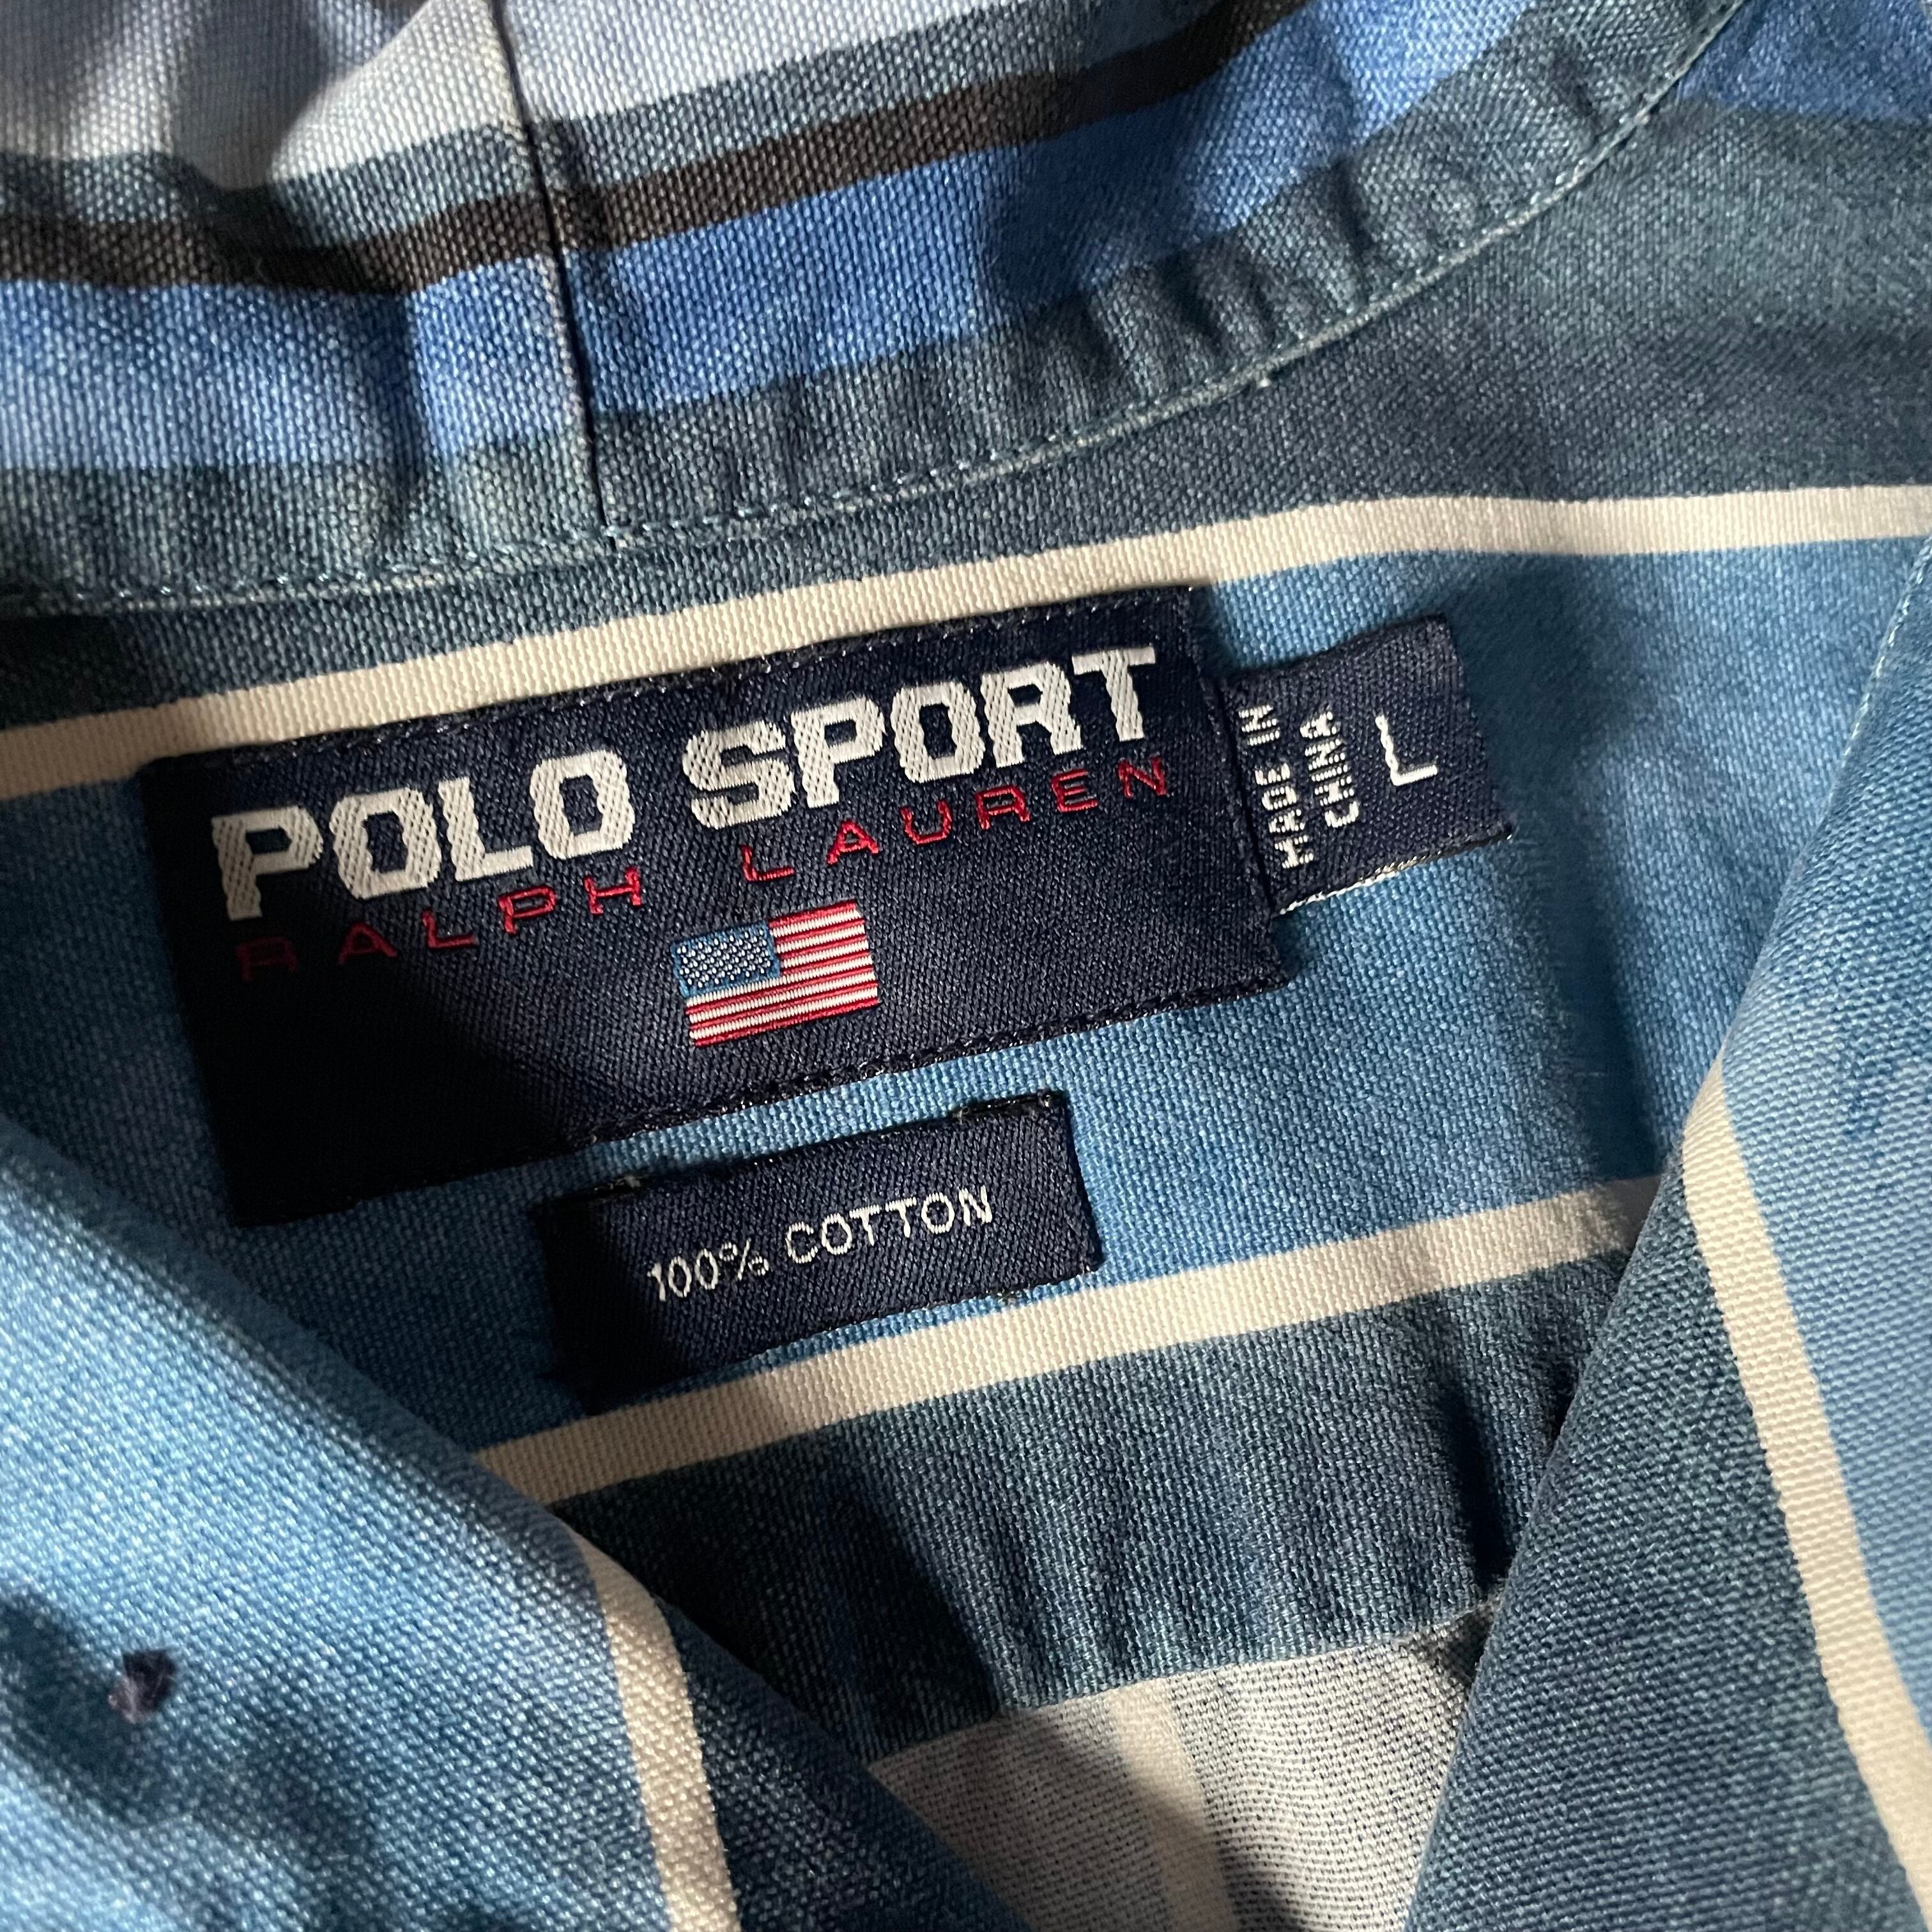 POLO SPORT
RALPH LAUREN
MADE IN
CHINA
L
100% COTTON